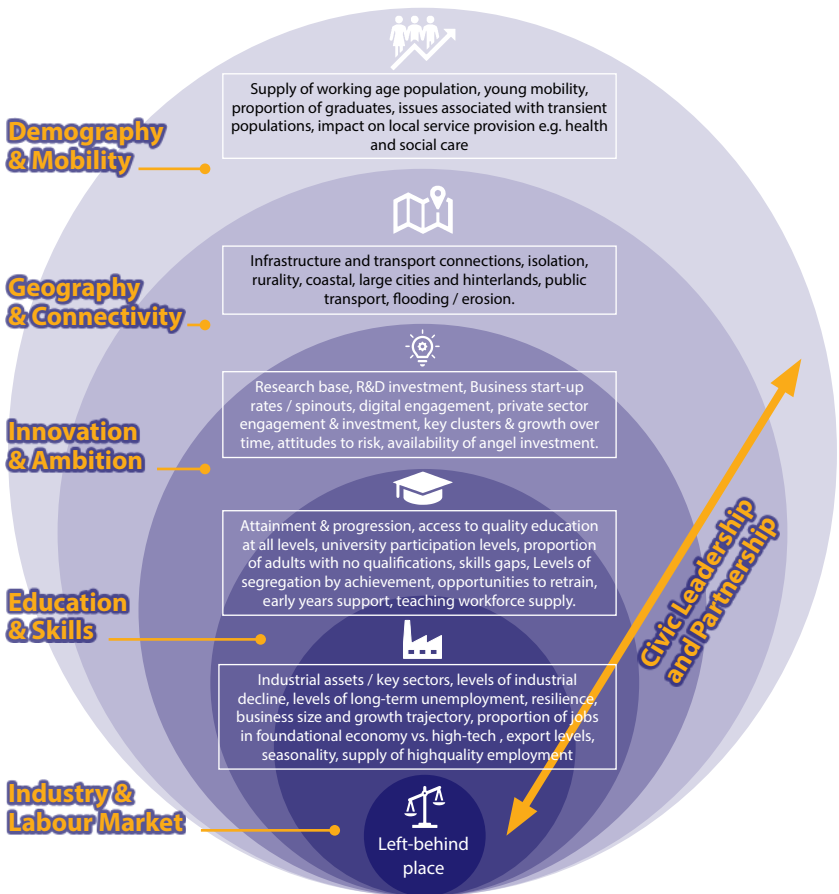 Supply of working age population, young mobility,
proportion of graduates, issues associated with transient
populations, impact on local service provision e.g. health
and social care
Demography
& Mobility
Infrastructure and transport connections, isolation,
rurality, coastal, large cities and hinterlands, public
transport, flooding / erosion.
Geography
& Connectivity
Research base, R&D investment, Business start-up
rates / spinouts, digital engagement, private sector
engagement & investment, key clusters & growth over
time, attitudes to risk, availability of angel investment.
Innovation
& Ambition
Attainment & progression, access to quality education
at all levels, university participation levels, proportion
of adults with no qualifications, skills gaps, Levels of
segregation by achievement, opportunities to retrain,
early years support, teaching workforce supply.
Education
& Skills
Civic Leadership
and Partnership
Industrial assets / key sectors, levels of industrial
decline, levels of long-term unemployment, resilience,
business size and growth trajectory, proportion of jobs
in foundational economy vs. high-tech , export levels,
seasonality, supply of highquality employment
Industry &
Labour Market
Left-behind
place